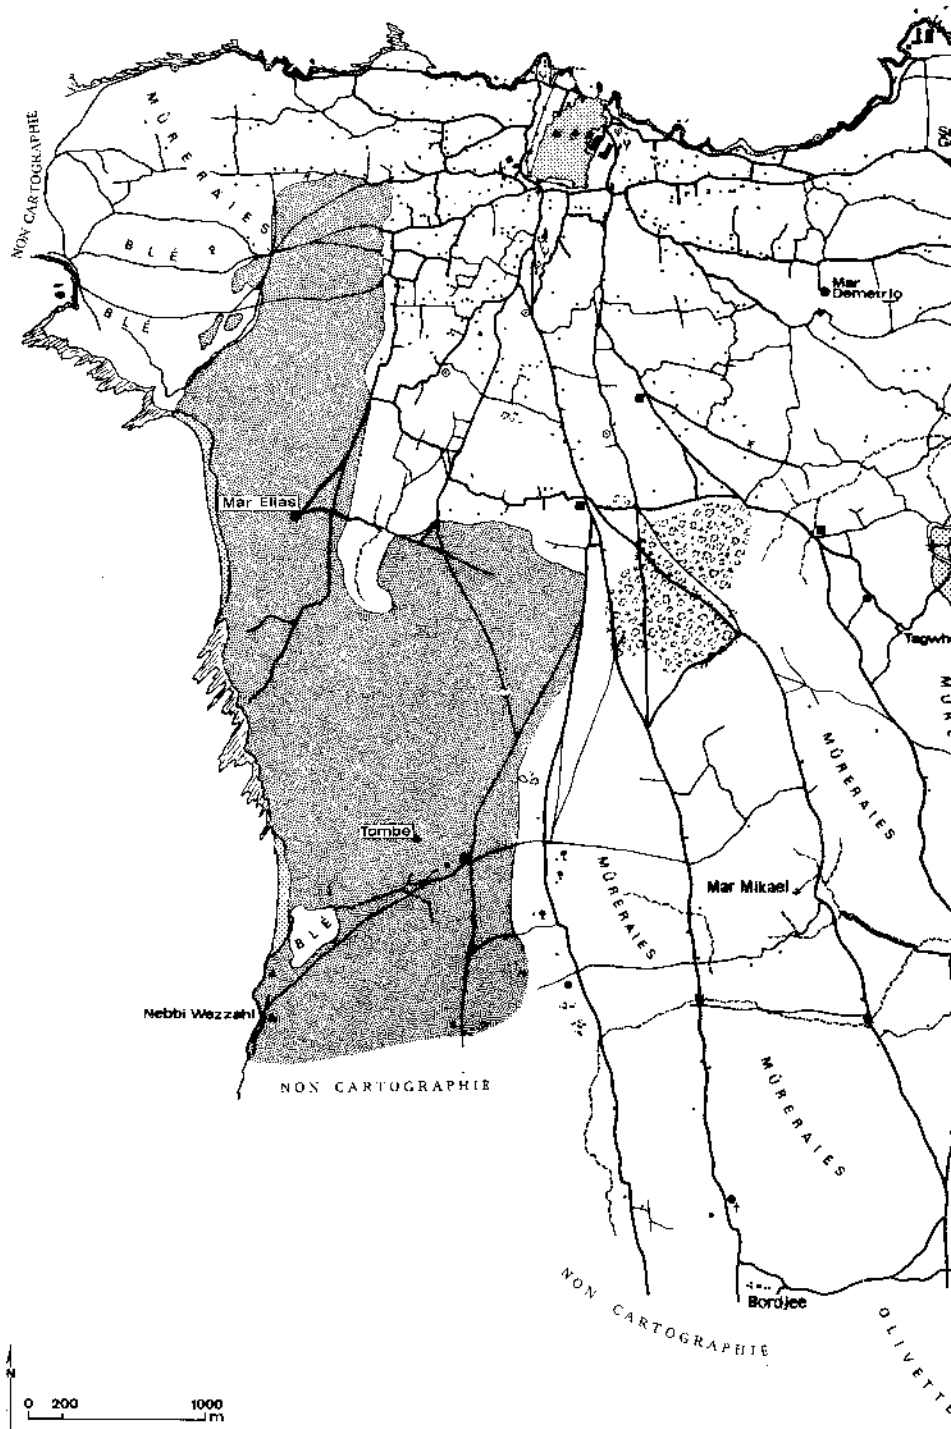 NON CARTOGRAPHIE
MÛRERAIES
BLÉ
BLÉ
Mar
Demetrio
Mar Elias
Tagwh
MÛRE
MÛRERAIES
Tombe
MÛRERAIES
Mar Mikael
BLÉ
Nebbi Wezzahl
NON CARTOGRAPHIE
MÛRERAIES
NON CARTOGRAPHIE
Bordjee
OLIVETTE
N
0 200 1000
m